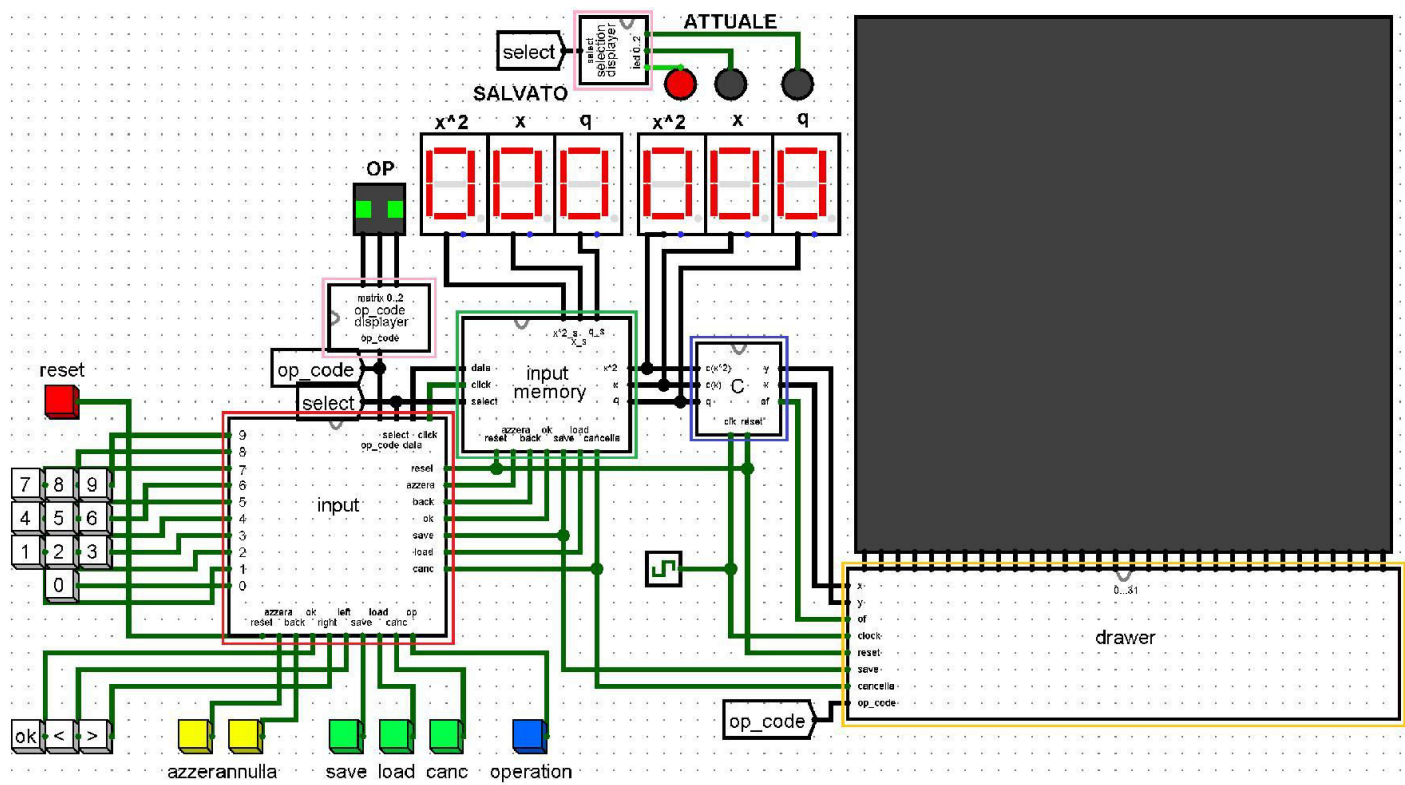 ATTUALE
select
select
selection
displayer
led 0..2
SALVATO
x^2 x q x^2 x q
OP
matrix 0..2
op_code
displayer
op_code
x^2_s q_s
x_s
reset
op_code
select
data
click
select
input
memory
x^2
x
q
azzera ok load
reset back save cancella
c(x^2)
c(x)
q
C
y
x
of
clk reset
select click
op_code data
9
8
7
6
5
4
3
2
1
0
input
reset
azzera
back
ok
save
load
canc
azzera ok left load op
reset back right save canc
7 8 9
4 5 6
1 2 3
0
0...31
x
y
of
clock
reset
save
cancella
op_code
drawer
op_code
ok < >
azzerannulla save load canc operation